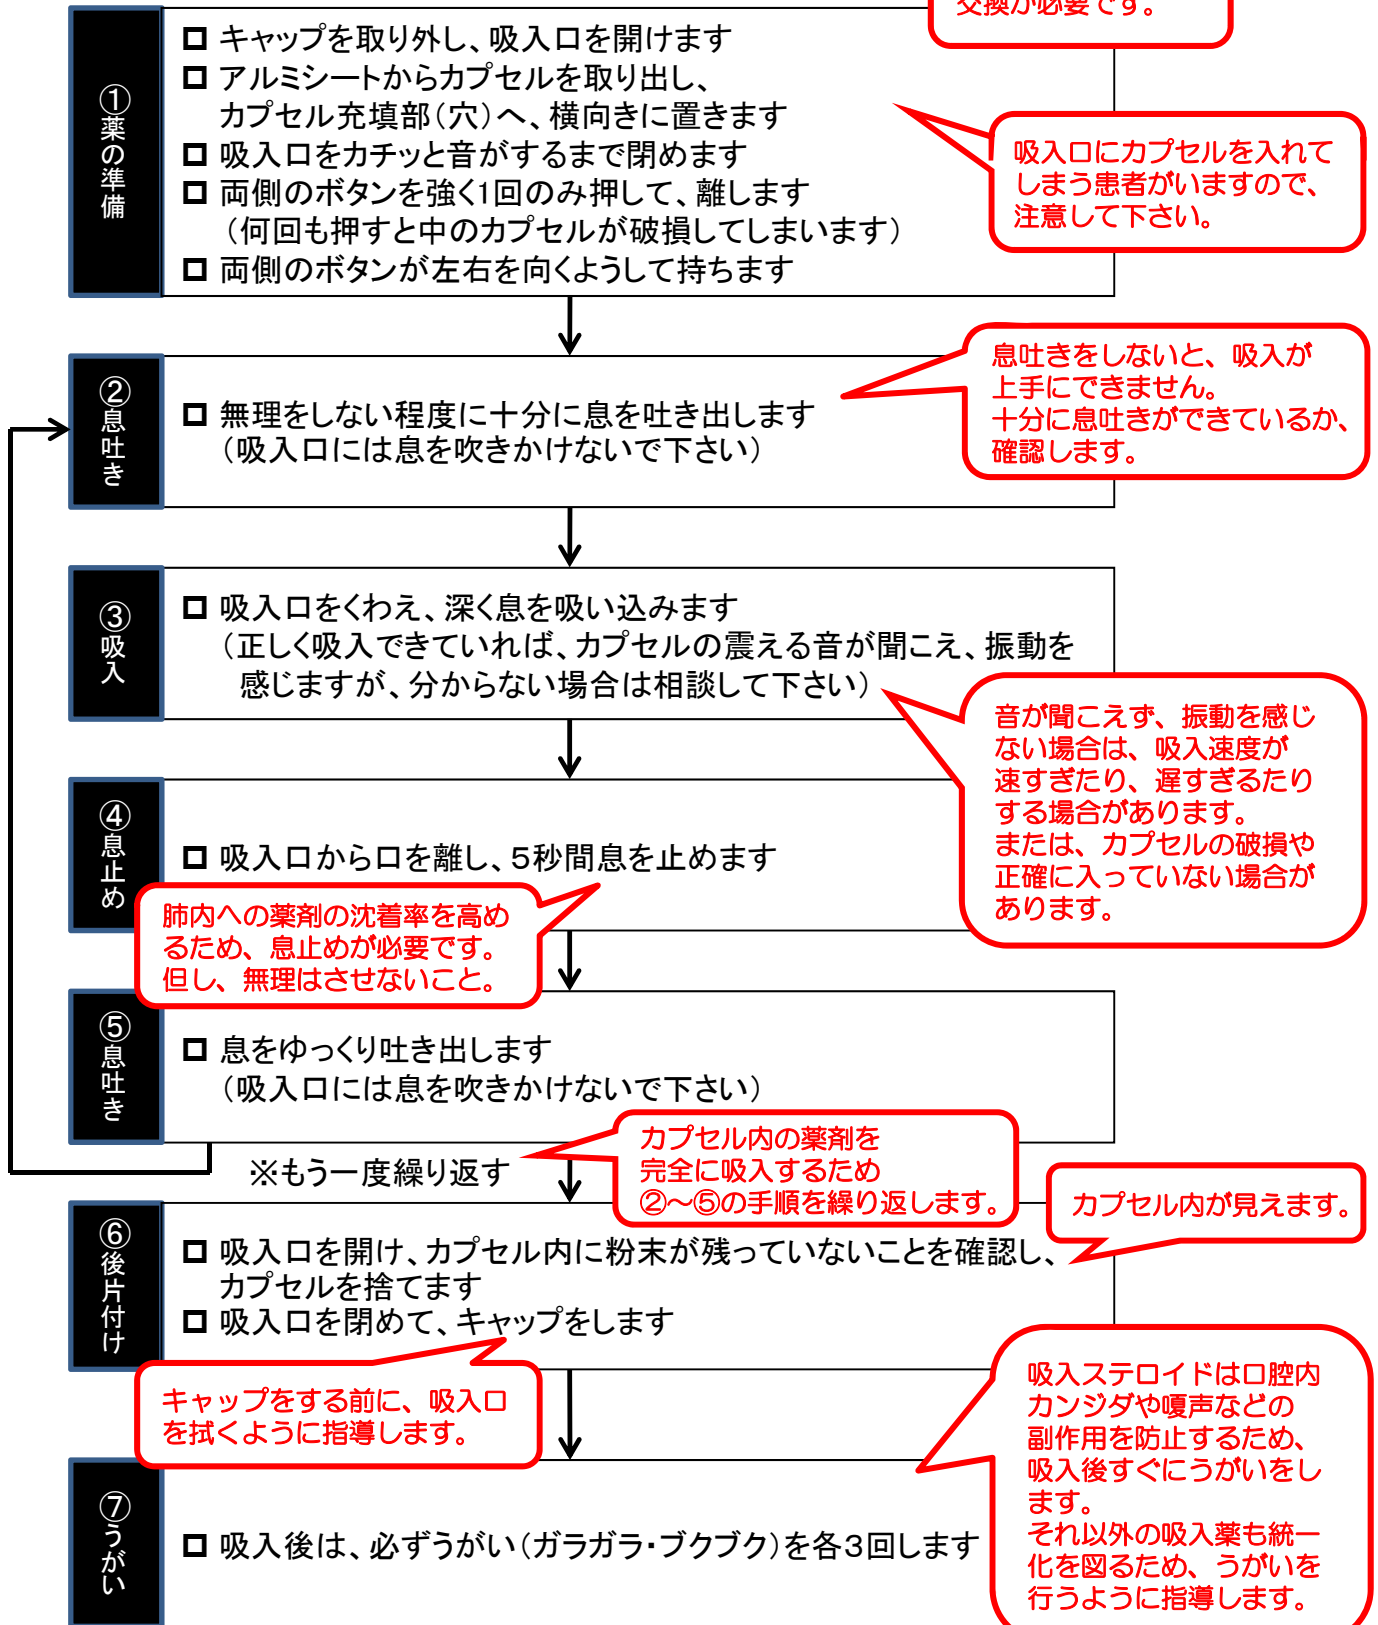 交換が必要です。
①薬の準備
□ キャップを取り外し、吸入口を開けます
□ アルミシートからカプセルを取り出し、
カプセル充填部（穴）へ、横向きに置きます
□ 吸入口をカチッと音がするまで閉めます
□ 両側のボタンを強く1回のみ押して、離します
（何回も押すと中のカプセルが破損してしまいます）
□ 両側のボタンが左右を向くようして持ちます
吸入口にカプセルを入れて
しまう患者がいますので、
注意して下さい。
②息吐き
□ 無理をしない程度に十分に息を吐き出します
（吸入口には息を吹きかけないで下さい）
息吐きをしないと、吸入が
上手にできません。
十分に息吐きができているか、
確認します。
③吸入
□ 吸入口をくわえ、深く息を吸い込みます
（正しく吸入できていれば、カプセルの震える音が聞こえ、振動を
感じますが、分からない場合は相談して下さい）
音が聞こえず、振動を感じ
ない場合は、吸入速度が
速すぎたり、遅すぎるたり
する場合があります。
または、カプセルの破損や
正確に入っていない場合が
あります。
④息止め
□ 吸入口から口を離し、５秒間息を止めます
肺内への薬剤の沈着率を高め
るため、息止めが必要です。
但し、無理はさせないこと。
⑤息吐き
□ 息をゆっくり吐き出します
（吸入口には息を吹きかけないで下さい）
※もう一度繰り返す
カプセル内の薬剤を
完全に吸入するため
②～⑤の手順を繰り返します。
⑥後片付け
□ 吸入口を開け、カプセル内に粉末が残っていないことを確認し、
カプセルを捨てます
□ 吸入口を閉めて、キャップをします
カプセル内が見えます。
キャップをする前に、吸入口
を拭くように指導します。
⑦うがい
□ 吸入後は、必ずうがい（ガラガラ・ブクブク）を各３回します
吸入ステロイドは口腔内
カンジダや嗄声などの
副作用を防止するため、
吸入後すぐにうがいをし
ます。
それ以外の吸入薬も統一
化を図るため、うがいを
行うように指導します。